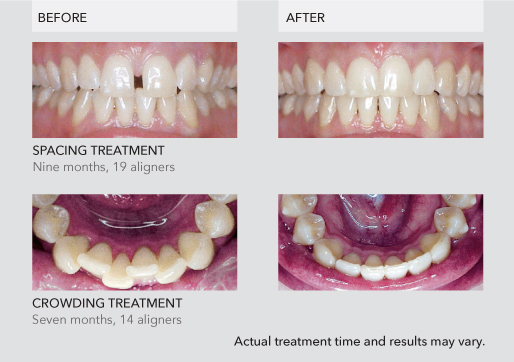 BEFORE
AFTER
SPACING TREATMENT
Nine months, 19 aligners
CROWDING TREATMENT
Seven months, 14 aligners
Actual treatment time and results may vary.